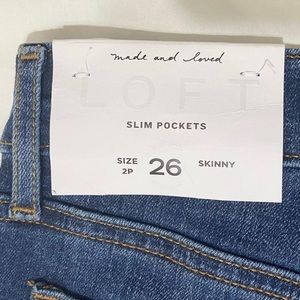 made and loved
LOFT
SLIM POCKETS
SIZE 2P 26 SKINNY